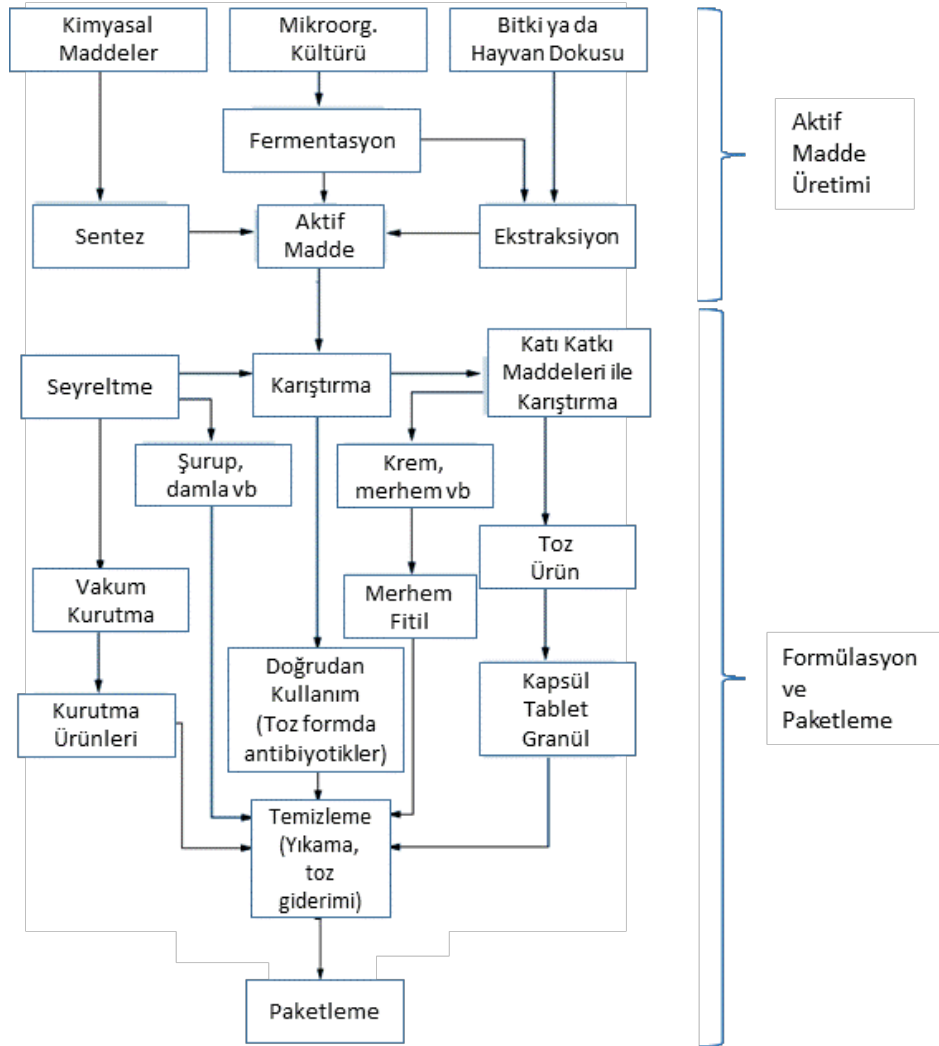 Kimyasal
Maddeler
Mikroorg.
Kültürü
Bitki ya da
Hayvan Dokusu
Fermentasyon
Sentez
Aktif
Madde
Ekstraksiyon
Aktif
Madde
Üretimi
Seyreltme
Karıştırma
Katı Katkı
Maddeleri ile
Karıştırma
Şurup,
damla vb
Krem,
merhem vb
Toz
Ürün
Vakum
Kurutma
Merhem
Fitil
Doğrudan
Kullanım
(Toz formda
antibiyotikler)
Kapsül
Tablet
Granül
Kurutma
Ürünleri
Temizleme
(Yıkama,
toz
giderimi)
Paketleme
Formülasyon
ve
Paketleme